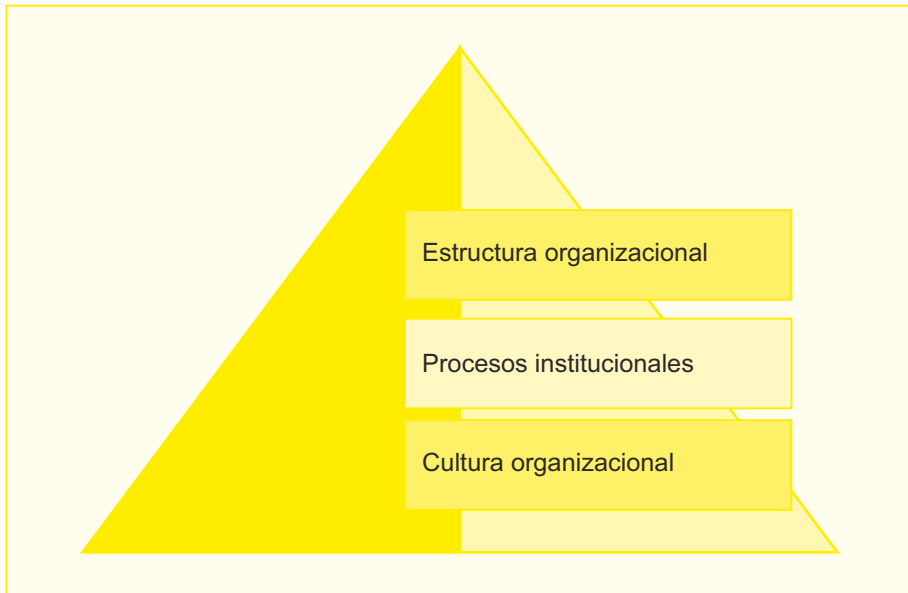 Estructura organizacional
Procesos institucionales
Cultura organizacional